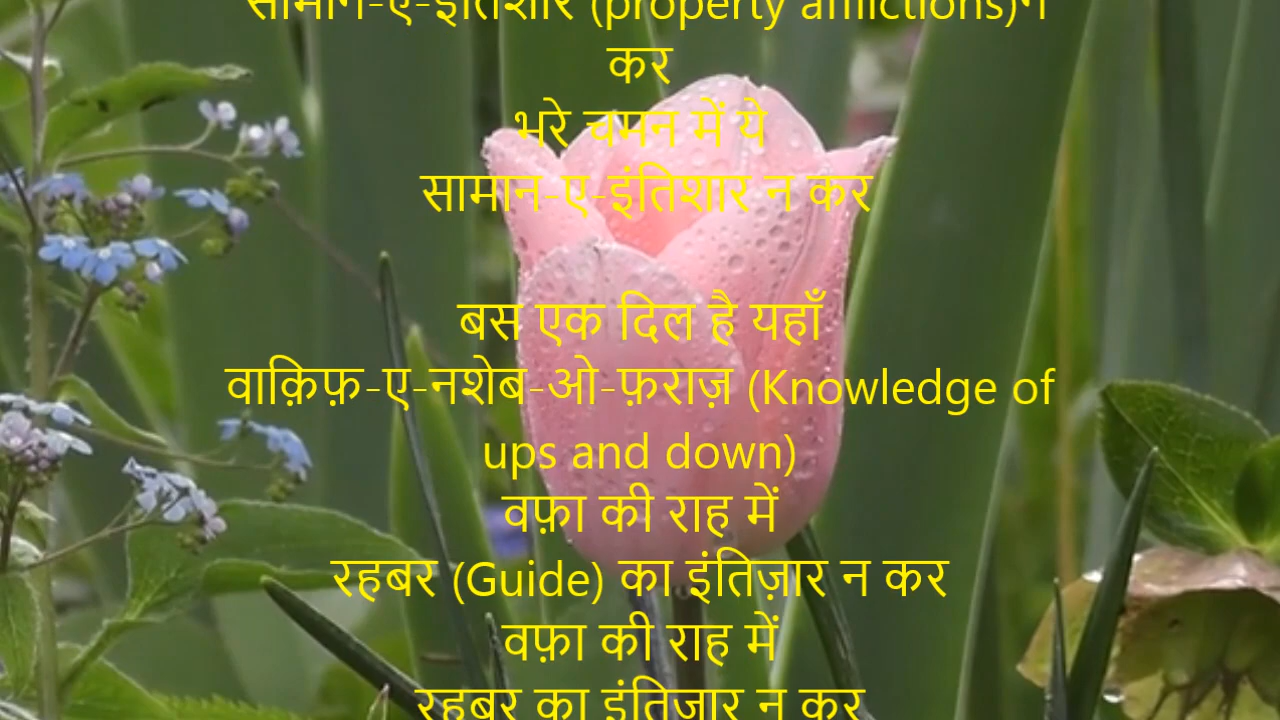 सामान-ए-इंतिशार (property afflictions)न
कर
भरे चमन में ये
सामान-ए-इंतिशार न कर
बस एक दिल है यहाँ
वाक़िफ़-ए-नशेब-ओ-फ़राज़ (Knowledge of
ups and down)
वफ़ा की राह में
रहबर (Guide) का इंतिज़ार न कर
वफ़ा की राह में
रहबर का इंतिज़ार न कर